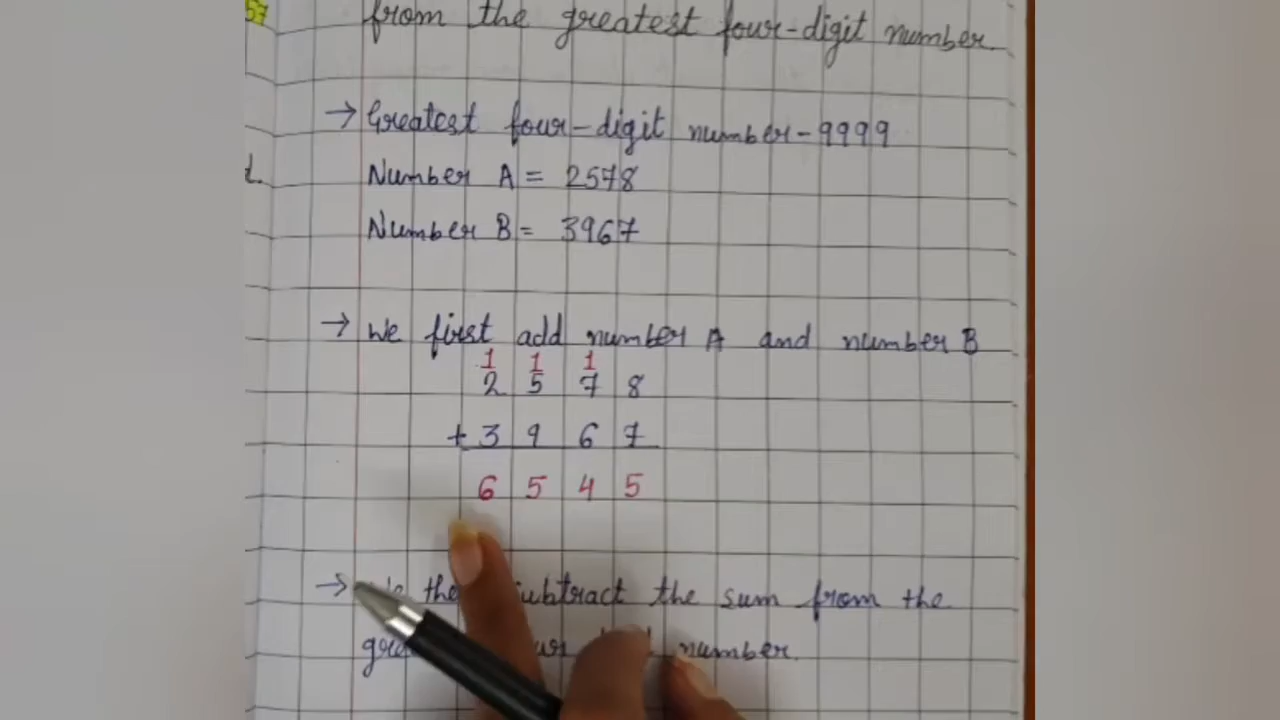 57
from the greatest four-digit number.
→ Greatest four-digit number-9999
Number A = 2578
Number B = 3967
→ We first add number A and number B
1 1 1
2 5 7 8
+ 3 9 6 7
6 5 4 5
→ the subtract the sum from the
number.